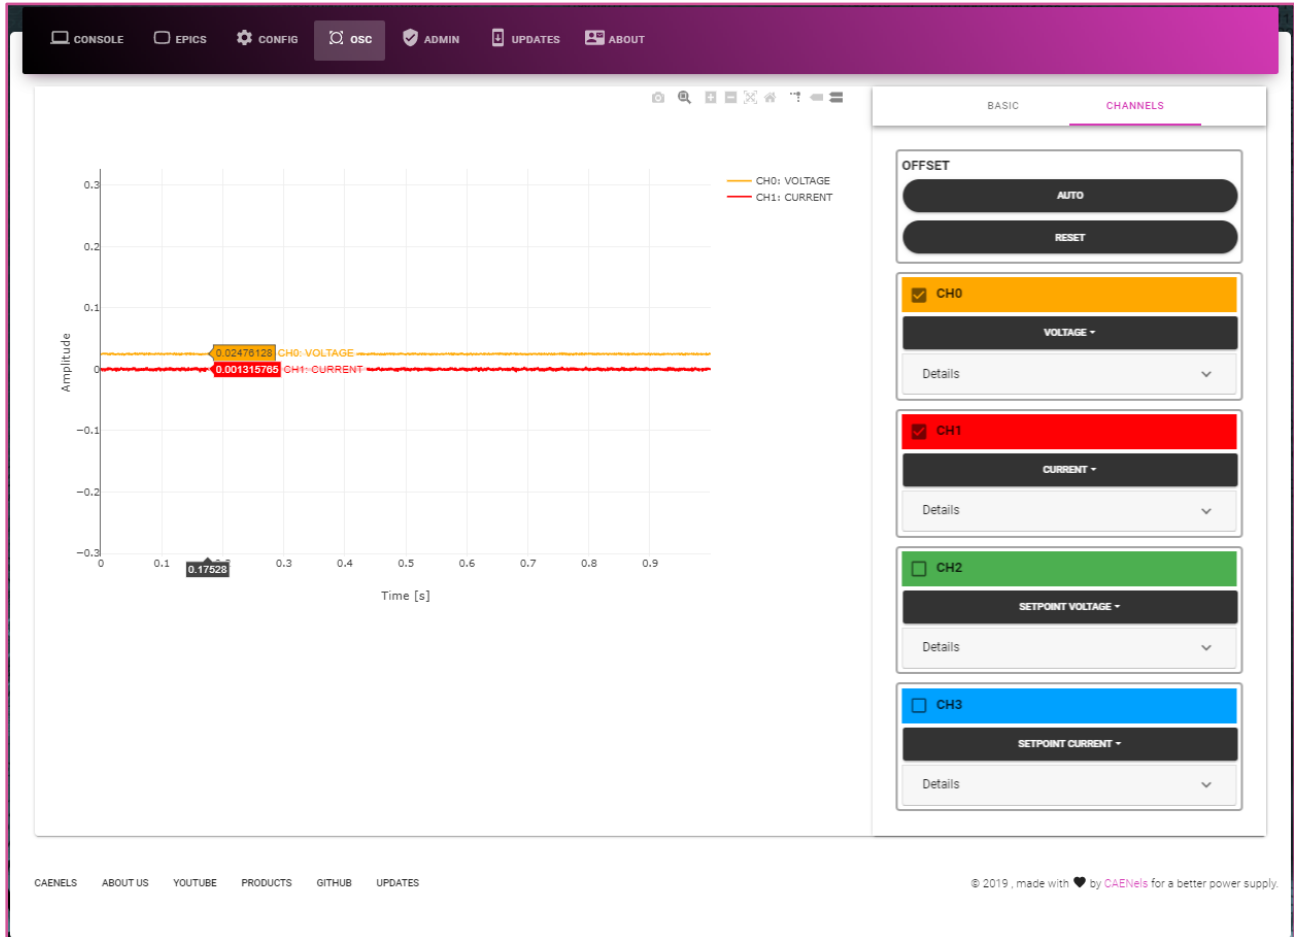 CONSOLE EPICS CONFIG OSC ADMIN UPDATES ABOUT
BASIC CHANNELS
CH0: VOLTAGE
CH1: CURRENT
0.3
0.2
0.1
0
−0.1
−0.2
−0.3
Amplitude
0.02476128 CH0: VOLTAGE
0.001315765 CH1: CURRENT
0 0.1 0.3 0.4 0.5 0.6 0.7 0.8 0.9
0.17528
Time [s]
OFFSET
AUTO
RESET
CH0
VOLTAGE
Details
CH1
CURRENT
Details
CH2
SETPOINT VOLTAGE
Details
CH3
SETPOINT CURRENT
Details
CAENELS ABOUT US YOUTUBE PRODUCTS GITHUB UPDATES
© 2019 , made with ♥ by CAENels for a better power supply.